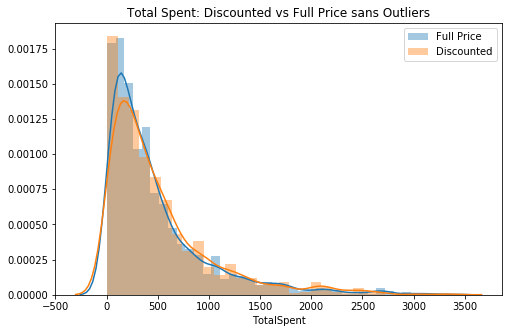 Total Spent: Discounted vs Full Price sans Outliers
Full Price
Discounted
0.00175
0.00150
0.00125
0.00100
0.00075
0.00050
0.00025
0.00000
−500 0 500 1000 1500 2000 2500 3000 3500
TotalSpent